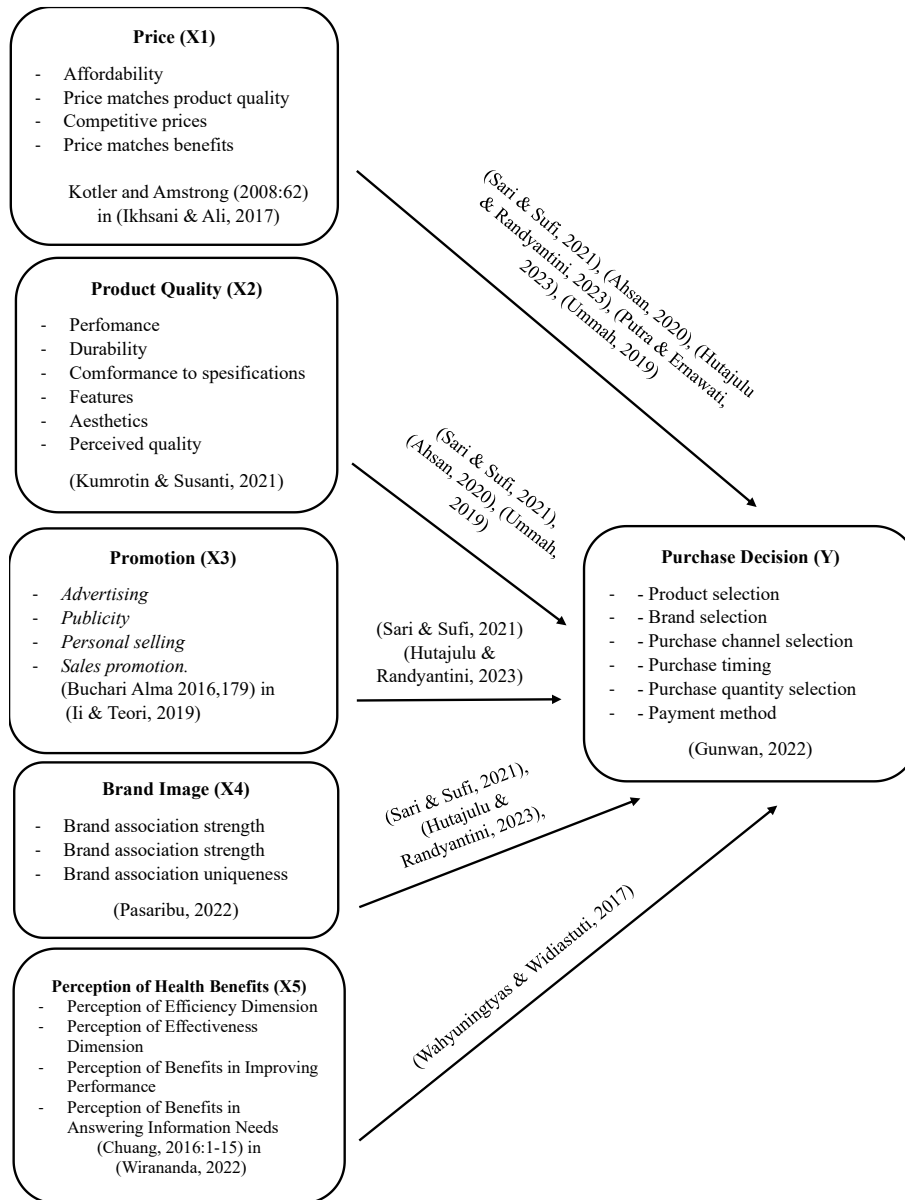 Price (X1)
- Affordability
- Price matches product quality
- Competitive prices
- Price matches benefits
Kotler and Amstrong (2008:62)
in (Ikhsani & Ali, 2017)
Product Quality (X2)
- Perfomance
- Durability
- Comformance to spesifications
- Features
- Aesthetics
- Perceived quality
(Kumrotin & Susanti, 2021)
Promotion (X3)
- Advertising
- Publicity
- Personal selling
- Sales promotion.
(Buchari Alma 2016,179) in
(Ii & Teori, 2019)
Brand Image (X4)
- Brand association strength
- Brand association strength
- Brand association uniqueness
(Pasaribu, 2022)
Perception of Health Benefits (X5)
- Perception of Efficiency Dimension
- Perception of Effectiveness
Dimension
- Perception of Benefits in Improving
Performance
- Perception of Benefits in
Answering Information Needs
(Chuang, 2016:1-15) in
(Wirananda, 2022)
(Sari & Sufi, 2021), (Ahsan, 2020), (Hutajulu
& Randyantini, 2023), (Putra & Ernawati,
2023), (Ummah, 2019)
(Sari & Sufi, 2021),
(Ahsan, 2020), (Ummah,
2019)
(Sari & Sufi, 2021)
(Hutajulu &
Randyantini, 2023)
(Sari & Sufi, 2021),
(Hutajulu &
Randyantini, 2023),
(Wahyuningtyas & Widiastuti, 2017)
Purchase Decision (Y)
- - Product selection
- - Brand selection
- - Purchase channel selection
- - Purchase timing
- - Purchase quantity selection
- - Payment method
(Gunwan, 2022)